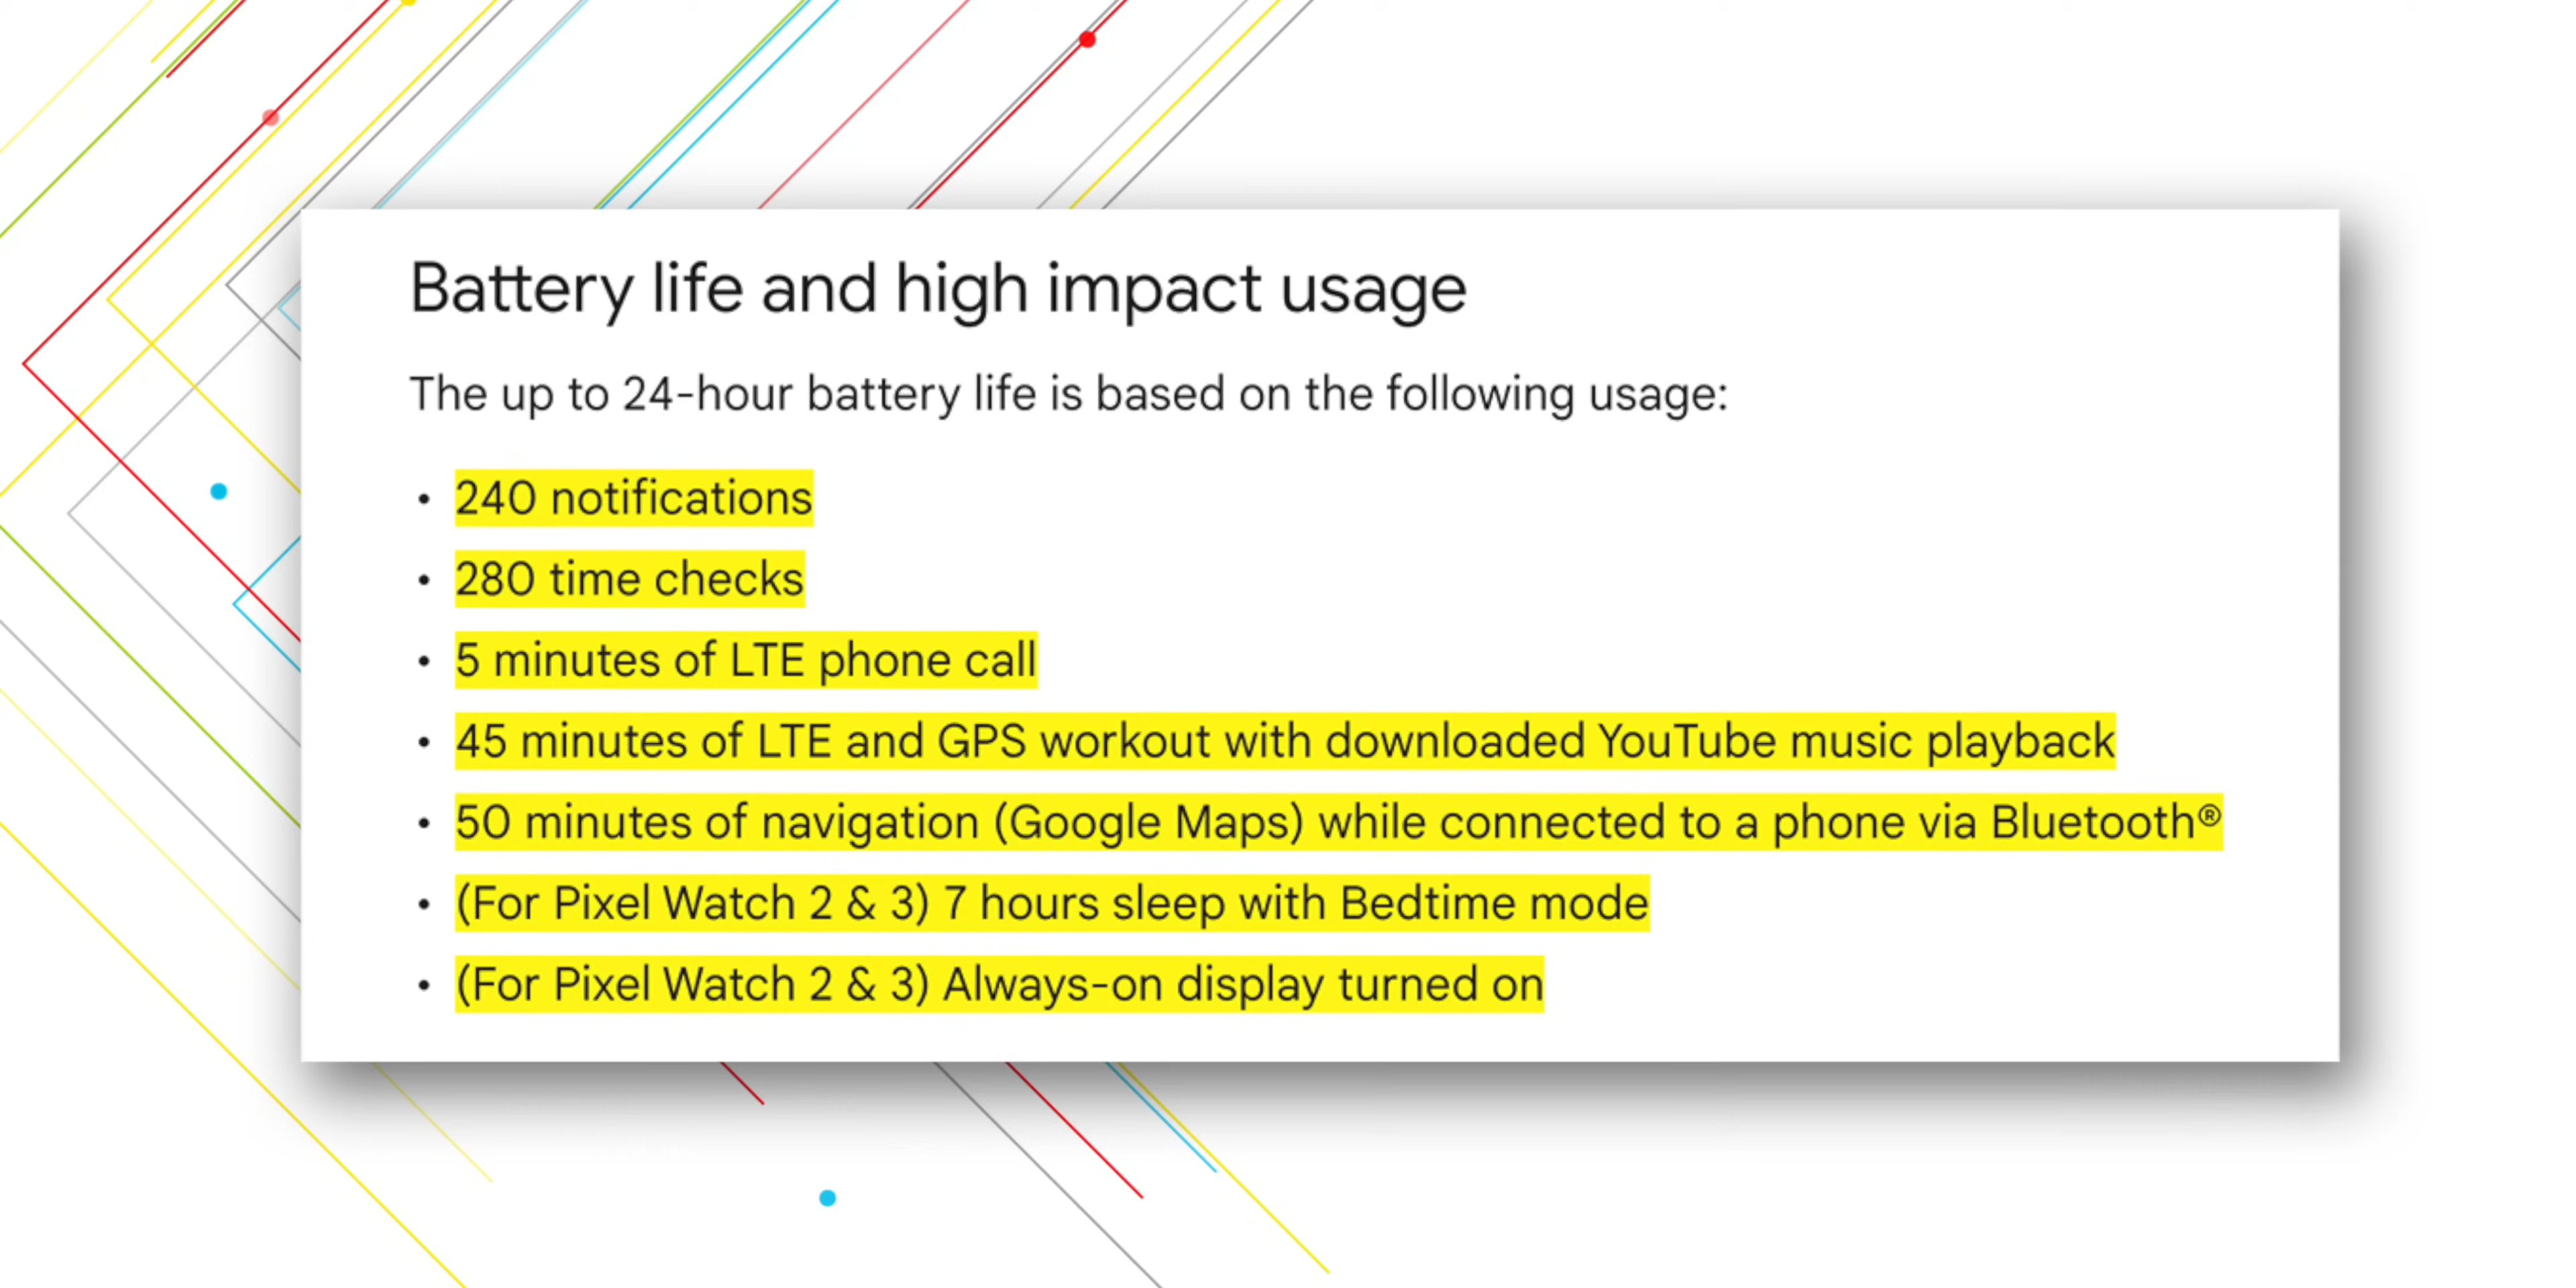 Battery life and high impact usage
The up to 24-hour battery life is based on the following usage:
• 240 notifications
• 280 time checks
• 5 minutes of LTE phone call
• 45 minutes of LTE and GPS workout with downloaded YouTube music playback
• 50 minutes of navigation (Google Maps) while connected to a phone via Bluetooth®
• (For Pixel Watch 2 & 3) 7 hours sleep with Bedtime mode
• (For Pixel Watch 2 & 3) Always-on display turned on